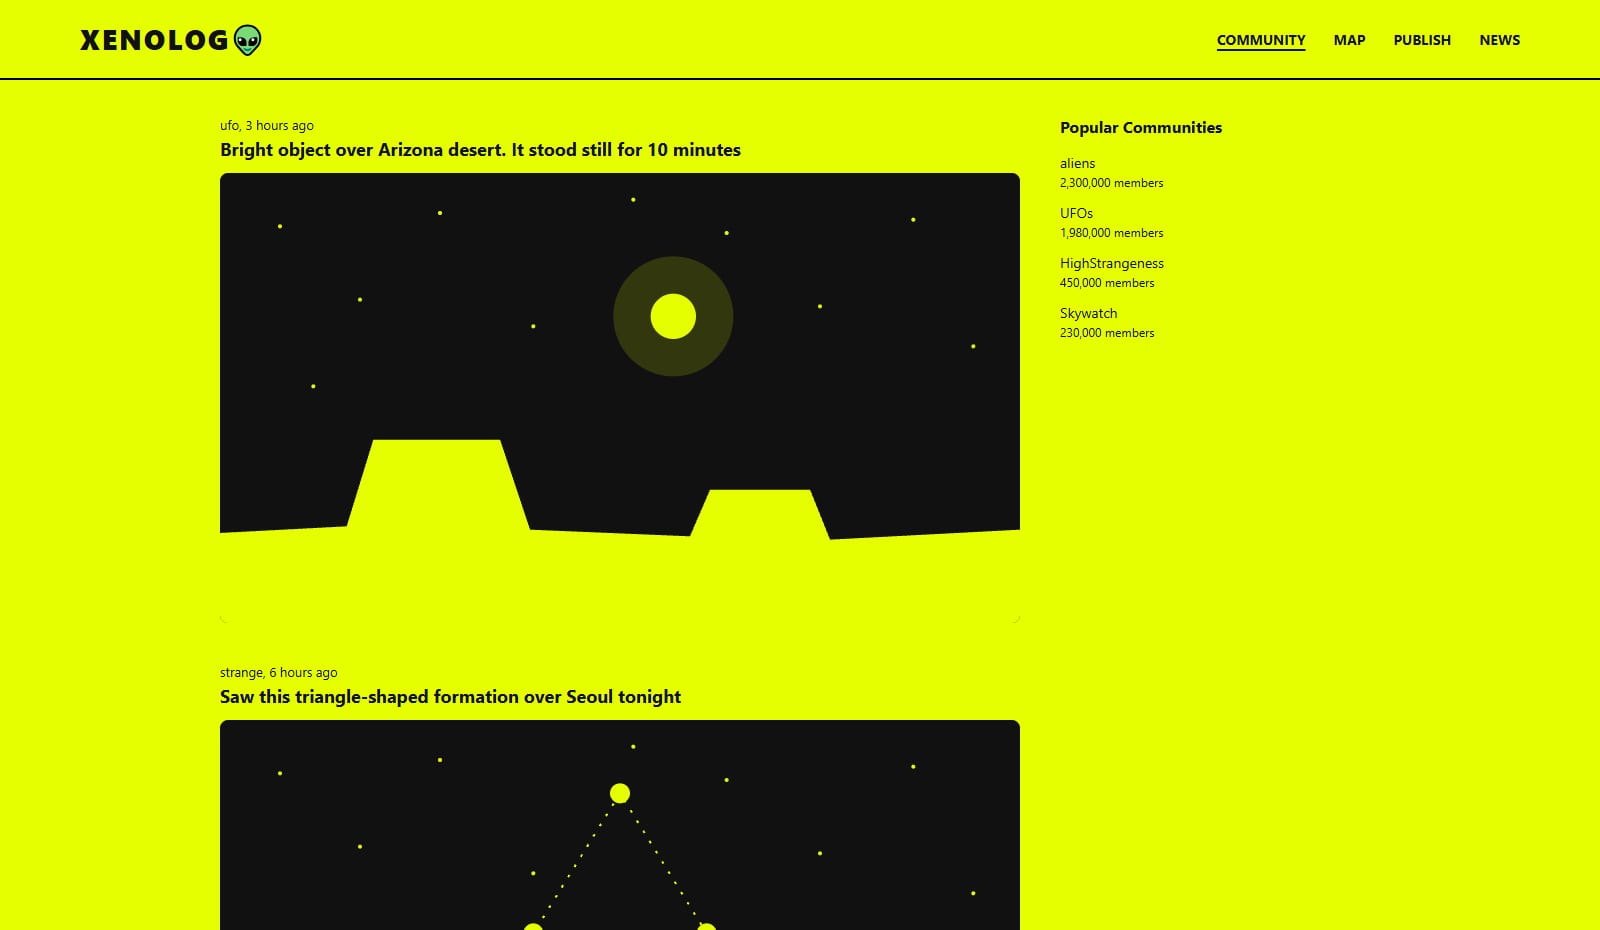 XENOLOG
COMMUNITY MAP PUBLISH NEWS
ufo, 3 hours ago
Bright object over Arizona desert. It stood still for 10 minutes
strange, 6 hours ago
Saw this triangle-shaped formation over Seoul tonight
Popular Communities
aliens
2,300,000 members
UFOs
1,980,000 members
HighStrangeness
450,000 members
Skywatch
230,000 members